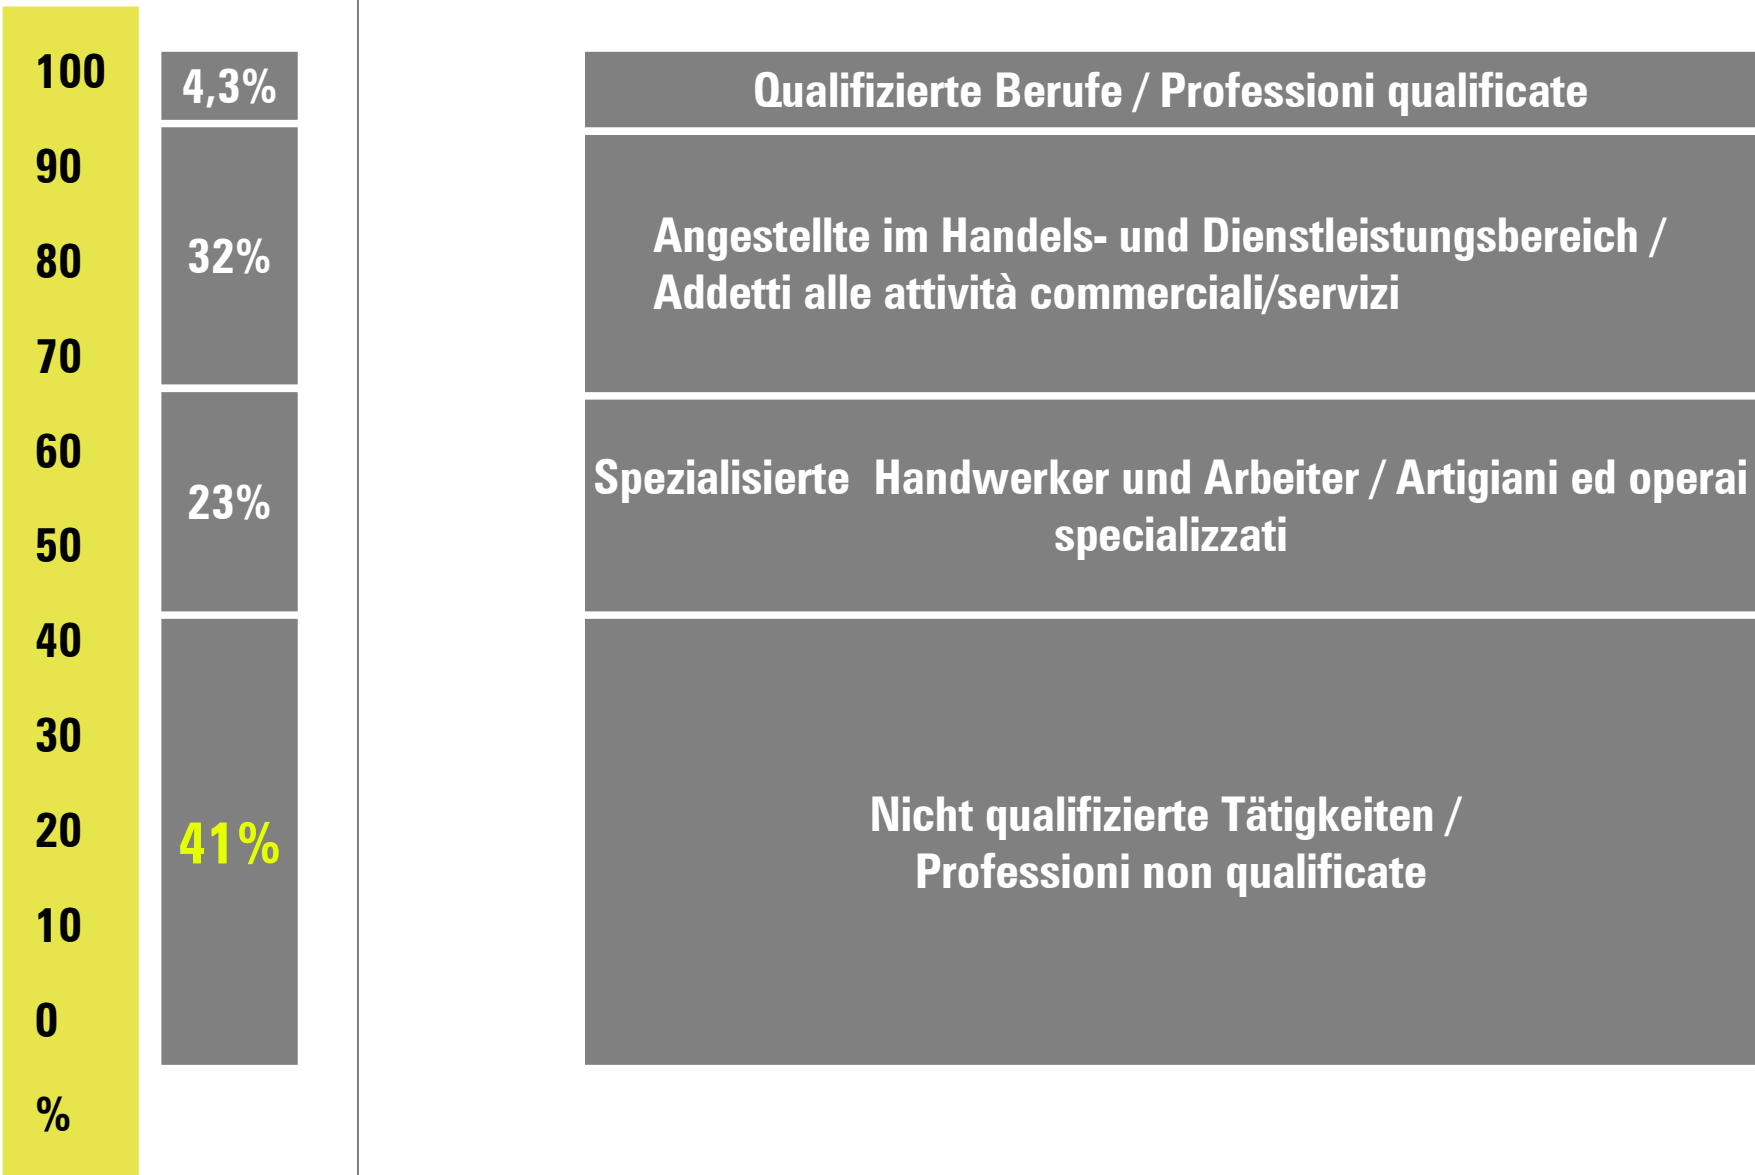 100
90
80
70
60
50
40
30
20
10
0
%
4,3%
32%
23%
41%
Qualifizierte Berufe / Professioni qualificate
Angestellte im Handels- und Dienstleistungsbereich /
Addetti alle attività commerciali/servizi
Spezialisierte  Handwerker und Arbeiter / Artigiani ed operai
specializzati
Nicht qualifizierte Tätigkeiten /
Professioni non qualificate